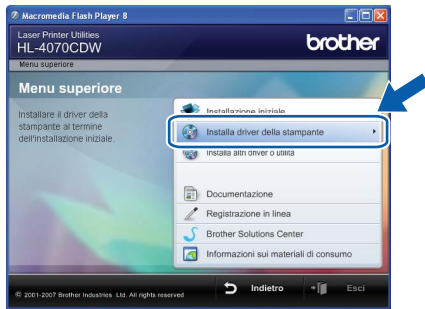 Macromedia Flash Player 8
Laser Printer Utilities
HL-4070CDW
brother
Menu superiore
Menu superiore
Installare il driver della
stampante al termine
dell'installazione iniziale.
Installazione iniziale
Installa driver della stampante
Installa altri driver o utilità
Documentazione
Registrazione in linea
Brother Solutions Center
Informazioni sui materiali di consumo
© 2001-2007 Brother Industries Ltd. All rights reserved
Indietro
Esci